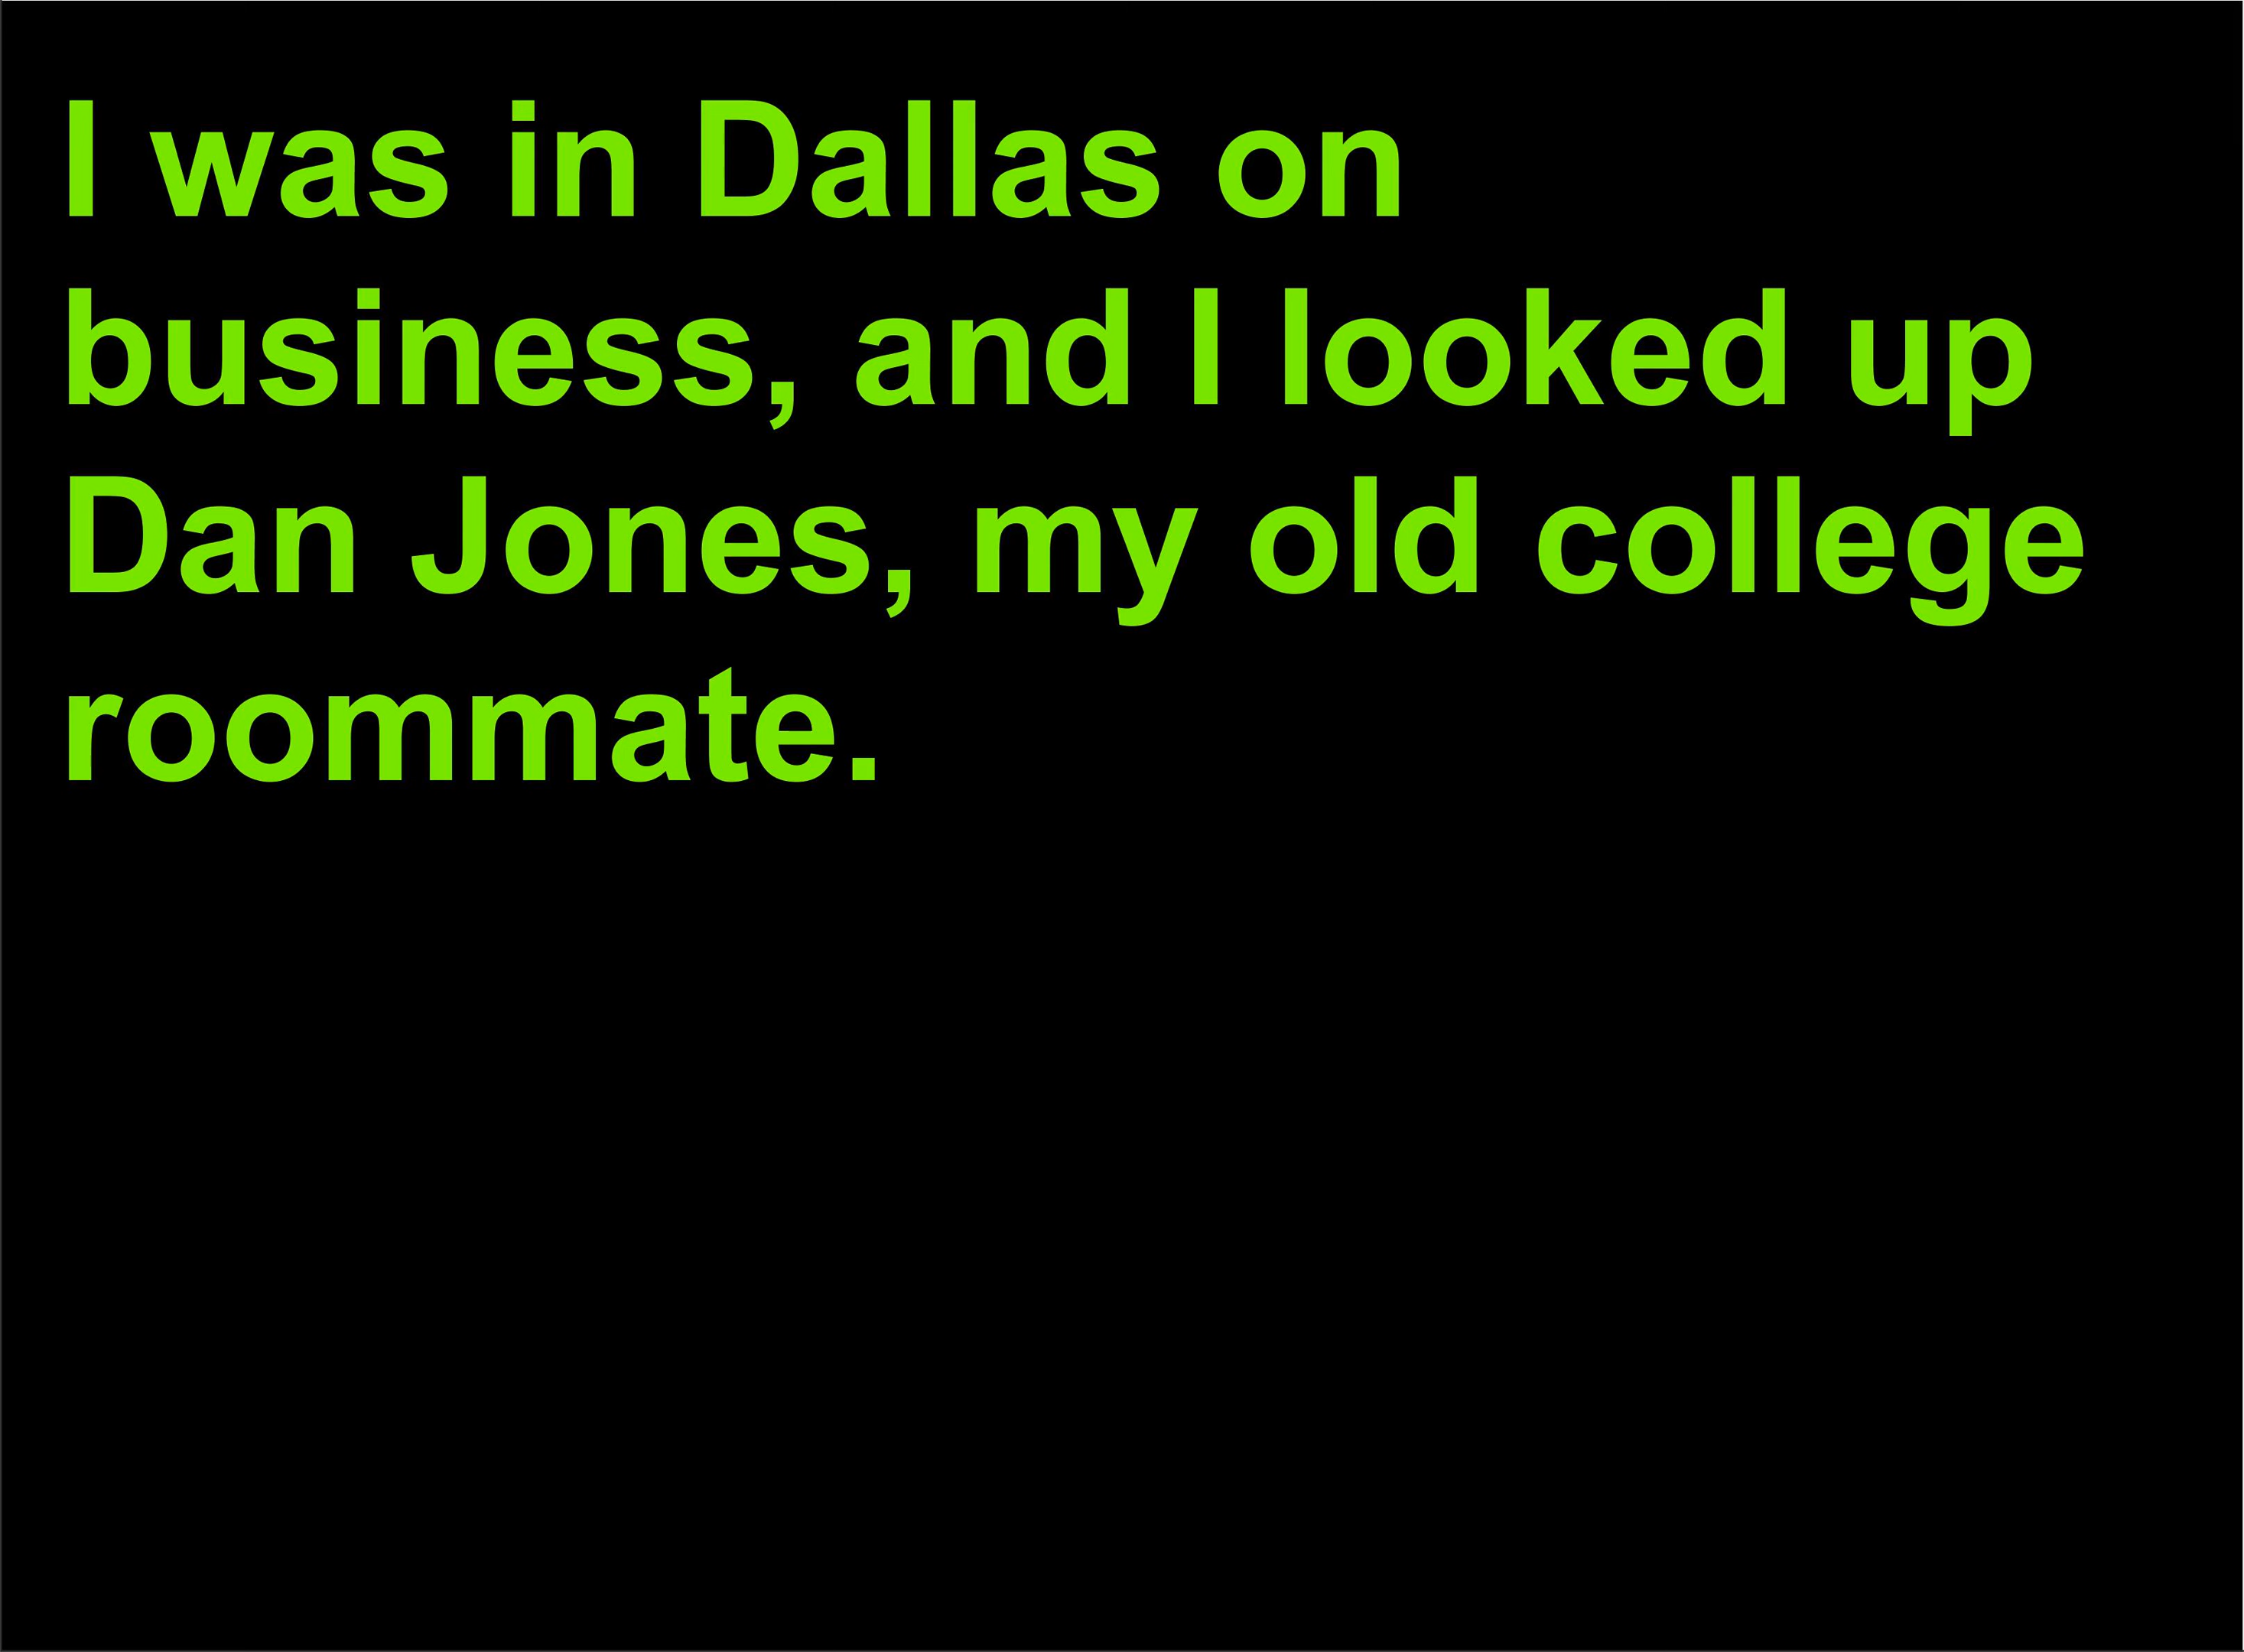 I was in Dallas on
business, and I looked up
Dan Jones, my old college
roommate.